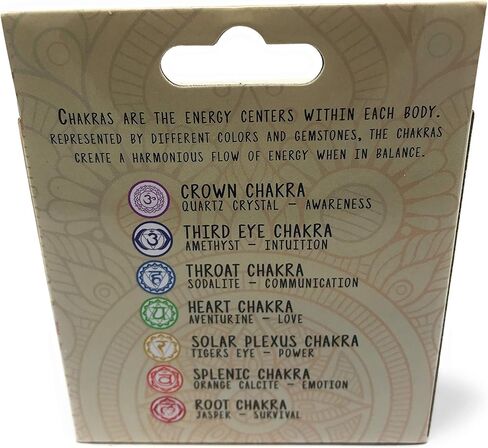 CHAKRAS ARE THE ENERGY CENTERS WITHIN EACH BODY.
REPRESENTED BY DIFFERENT COLORS AND GEMSTONES, THE CHAKRAS
CREATE A HARMONIOUS FLOW OF ENERGY WHEN IN BALANCE.
CROWN CHAKRA
QUARTZ CRYSTAL – AWARENESS
THIRD EYE CHAKRA
AMETHYST – INTUITION
THROAT CHAKRA
SODALITE – COMMUNICATION
HEART CHAKRA
AVENTURINE – LOVE
SOLAR PLEXUS CHAKRA
TIGERS EYE – POWER
SPLENIC CHAKRA
ORANGE CALCITE – EMOTION
ROOT CHAKRA
JASPER – SURVIVAL